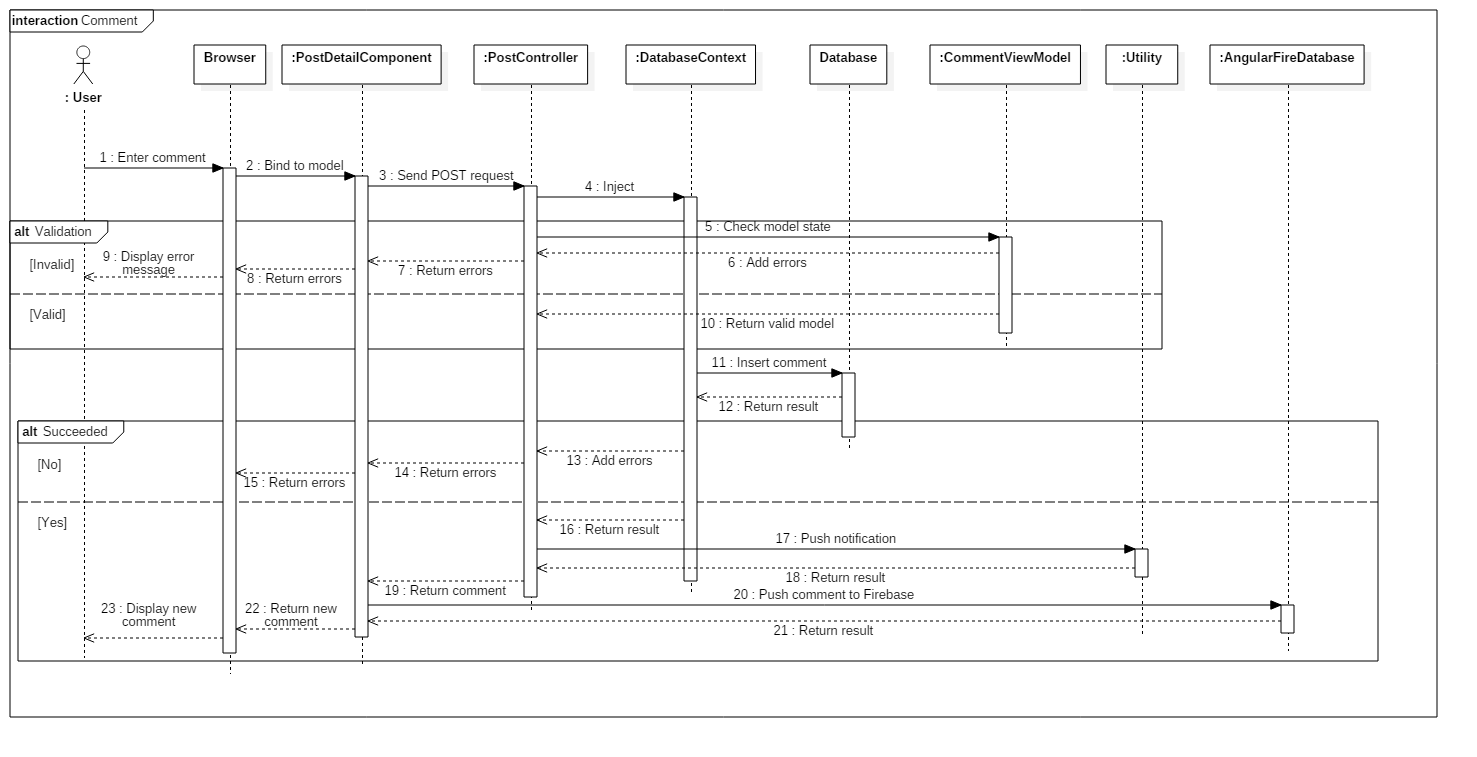 interaction Comment
Browser
:PostDetailComponent
:PostController
:DatabaseContext
Database
:CommentViewModel
:Utility
:AngularFireDatabase
: User
1 : Enter comment
2 : Bind to model
3 : Send POST request
4 : Inject
alt Validation
5 : Check model state
[Invalid]
9 : Display error
message
8 : Return errors
7 : Return errors
6 : Add errors
[Valid]
10 : Return valid model
11 : Insert comment
12 : Return result
alt Succeeded
[No]
15 : Return errors
14 : Return errors
13 : Add errors
[Yes]
16 : Return result
17 : Push notification
18 : Return result
19 : Return comment
20 : Push comment to Firebase
23 : Display new
comment
22 : Return new
comment
21 : Return result